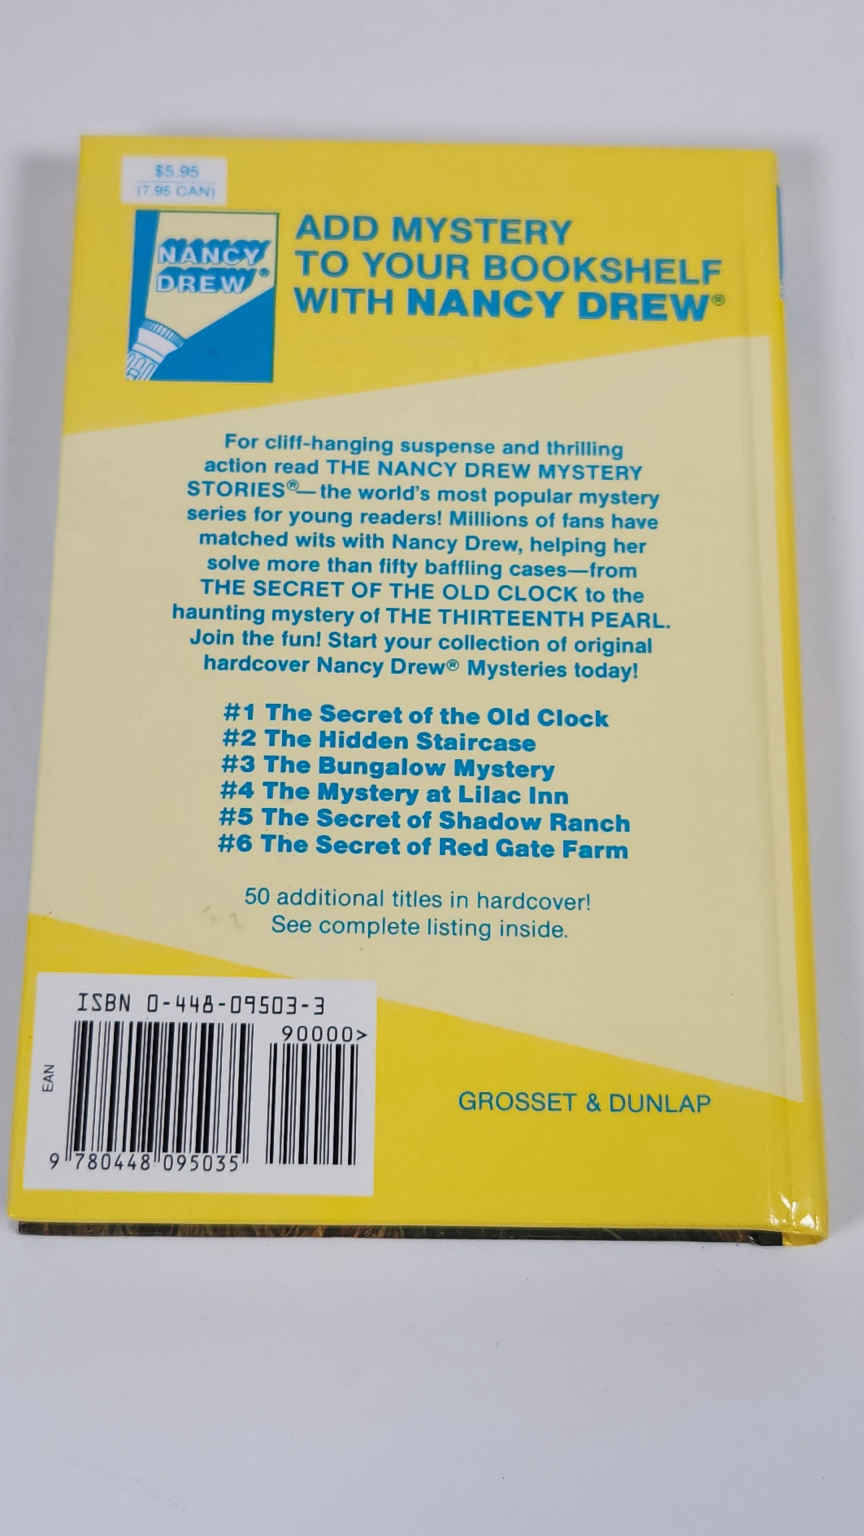 $5.95
(7.95 CAN)
NANCY
DREW®
ADD MYSTERY
TO YOUR BOOKSHELF
WITH NANCY DREW®
For cliff-hanging suspense and thrilling
action read THE NANCY DREW MYSTERY
STORIES®—the world's most popular mystery
series for young readers! Millions of fans have
matched wits with Nancy Drew, helping her
solve more than fifty baffling cases—from
THE SECRET OF THE OLD CLOCK to the
haunting mystery of THE THIRTEENTH PEARL.
Join the fun! Start your collection of original
hardcover Nancy Drew® Mysteries today!
#1 The Secret of the Old Clock
#2 The Hidden Staircase
#3 The Bungalow Mystery
#4 The Mystery at Lilac Inn
#5 The Secret of Shadow Ranch
#6 The Secret of Red Gate Farm
50 additional titles in hardcover!
See complete listing inside.
ISBN 0-448-09503-3
90000>
EAN
9 780448 095035
GROSSET & DUNLAP